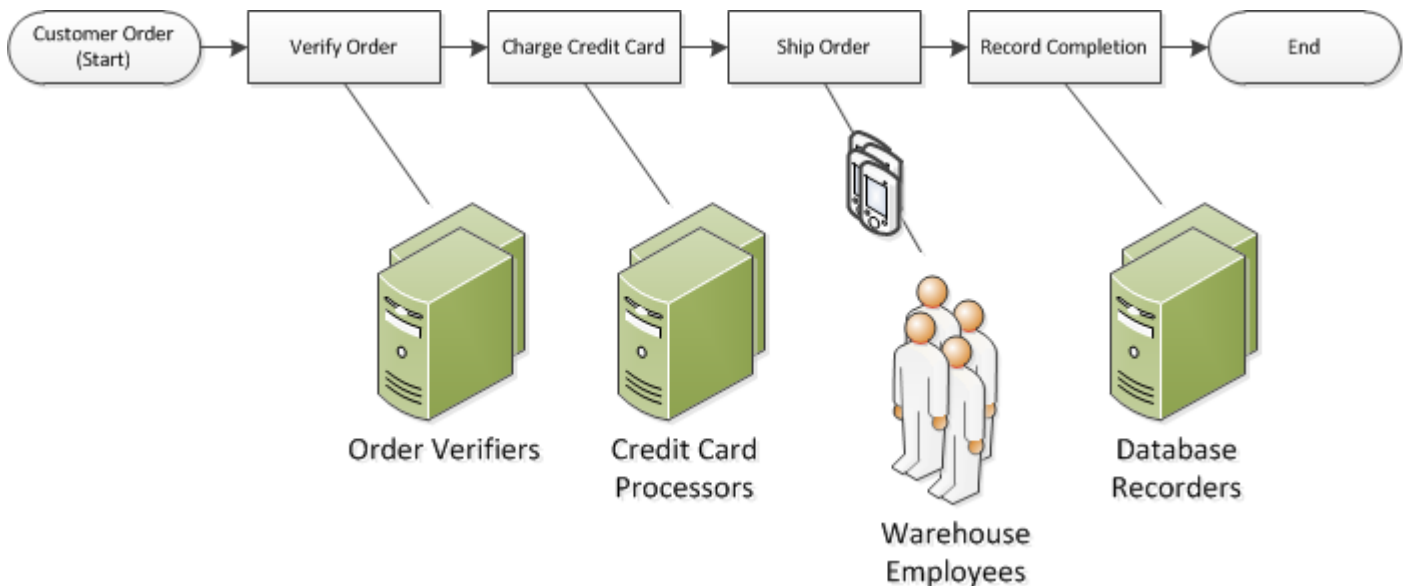 Customer Order
(Start)
Verify Order
Charge Credit Card
Ship Order
Record Completion
End
Order Verifiers
Credit Card
Processors
Warehouse
Employees
Database
Recorders